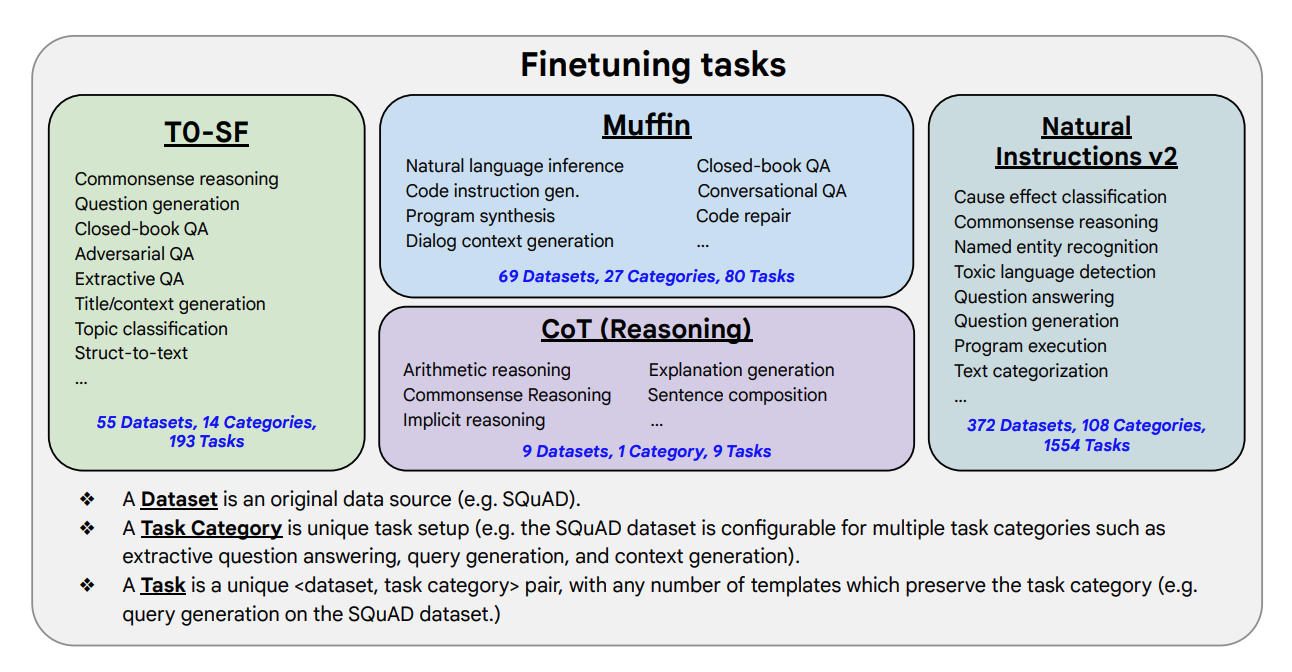 Finetuning tasks
T0-SF
Commonsense reasoning
Question generation
Closed-book QA
Adversarial QA
Extractive QA
Title/context generation
Topic classification
Struct-to-text
...
55 Datasets, 14 Categories,
193 Tasks
Muffin
Natural language inference
Code instruction gen.
Program synthesis
Dialog context generation
Closed-book QA
Conversational QA
Code repair
...
69 Datasets, 27 Categories, 80 Tasks
CoT (Reasoning)
Arithmetic reasoning
Commonsense Reasoning
Implicit reasoning
Explanation generation
Sentence composition
...
9 Datasets, 1 Category, 9 Tasks
Natural
Instructions v2
Cause effect classification
Commonsense reasoning
Named entity recognition
Toxic language detection
Question answering
Question generation
Program execution
Text categorization
...
372 Datasets, 108 Categories,
1554 Tasks
❖ A Dataset is an original data source (e.g. SQuAD).
❖ A Task Category is unique task setup (e.g. the SQuAD dataset is configurable for multiple task categories such as
extractive question answering, query generation, and context generation).
❖ A Task is a unique <dataset, task category> pair, with any number of templates which preserve the task category (e.g.
query generation on the SQuAD dataset.)